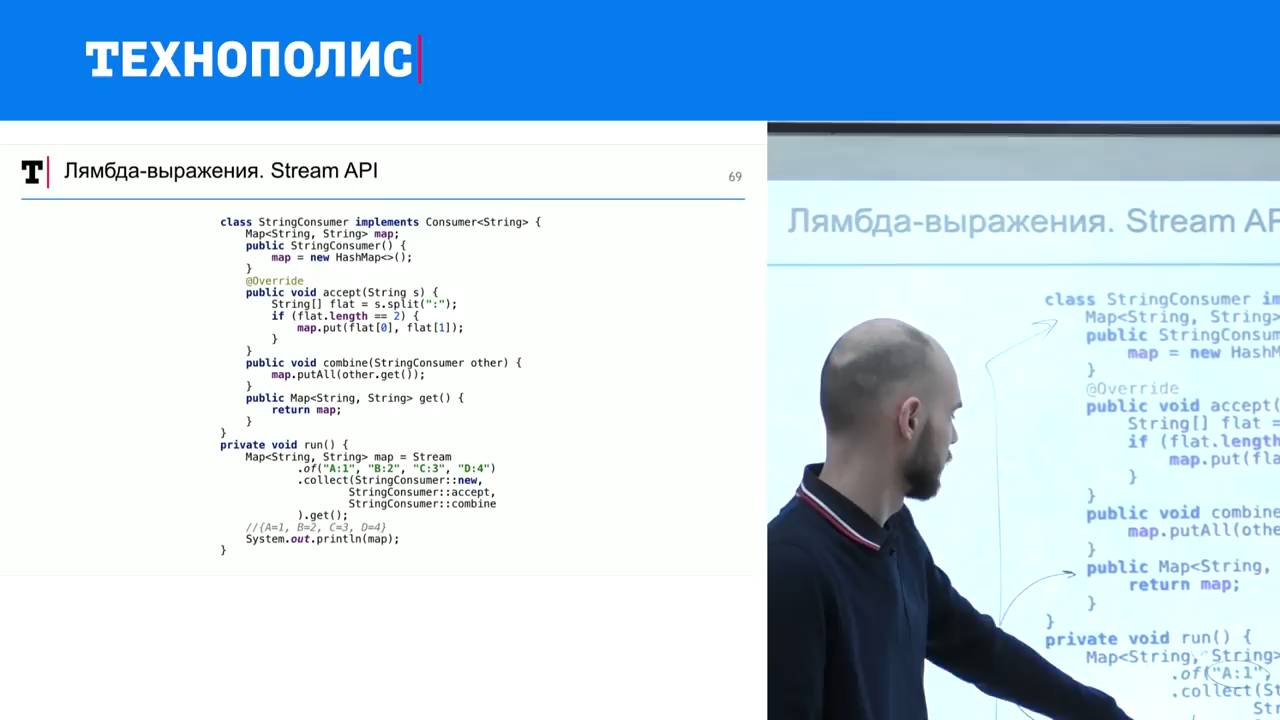 ТЕХНОПОЛИС
T
Лямбда-выражения. Stream API
69
class StringConsumer implements Consumer<String> {
    Map<String, String> map;
    public StringConsumer() {
        map = new HashMap<>();
    }
    @Override
    public void accept(String s) {
        String[] flat = s.split(":");
        if (flat.length == 2) {
            map.put(flat[0], flat[1]);
        }
    }
    public void combine(StringConsumer other) {
        map.putAll(other.get());
    }
    public Map<String, String> get() {
        return map;
    }
}
private void run() {
    Map<String, String> map = Stream
            .of("A:1", "B:2", "C:3", "D:4")
            .collect(StringConsumer::new,
                    StringConsumer::accept,
                    StringConsumer::combine
            ).get();
    //{A=1, B=2, C=3, D=4}
    System.out.println(map);
}
Лямбда-выражения. Stream AP
class StringConsumer im
    Map<String, String>
    public StringConsum
        map = new HashM
    }
    @Override
    public void accept(
        String[] flat =
        if (flat.length
            map.put(fla
        }
    }
    public void combine
        map.putAll(othe
    }
    public Map<String,
        return map;
    }
}
private void run() {
    Map<String, String>
            .of("A:1",
            .collect(St
                    Str